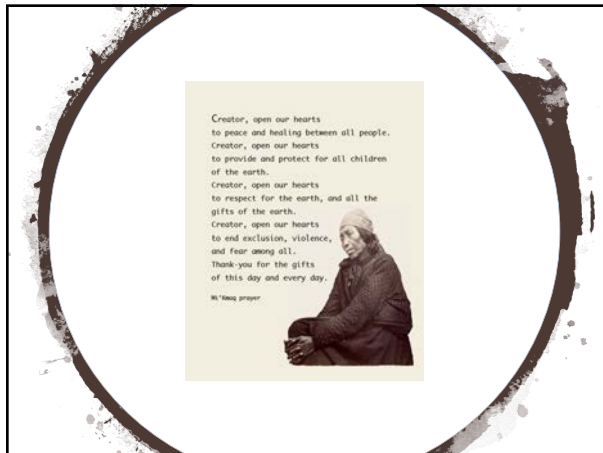 Creator, open our hearts
to peace and healing between all people.
Creator, open our hearts
to provide and protect for all children
of the earth.
Creator, open our hearts
to respect for the earth, and all the
gifts of the earth.
Creator, open our hearts
to end exclusion, violence,
and fear among all.
Thank-you for the gifts
of this day and every day.
Mi'Kmaq prayer